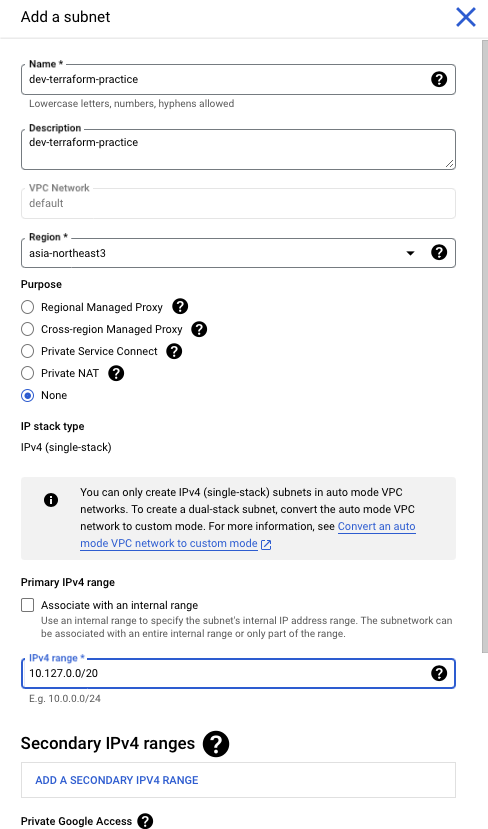 Add a subnet
Name *
dev-terraform-practice
Lowercase letters, numbers, hyphens allowed
Description
dev-terraform-practice
VPC Network
default
Region *
asia-northeast3
Purpose
Regional Managed Proxy
Cross-region Managed Proxy
Private Service Connect
Private NAT
None
IP stack type
IPv4 (single-stack)
You can only create IPv4 (single-stack) subnets in auto mode VPC
networks. To create a dual-stack subnet, convert the auto mode VPC
network to custom mode. For more information, see Convert an auto
mode VPC network to custom mode
Primary IPv4 range
Associate with an internal range
Use an internal range to specify the subnet's internal IP address range. The subnetwork can
be associated with an entire internal range or only part of the range.
IPv4 range *
10.127.0.0/20
E.g. 10.0.0.0/24
Secondary IPv4 ranges
ADD A SECONDARY IPV4 RANGE
Private Google Access